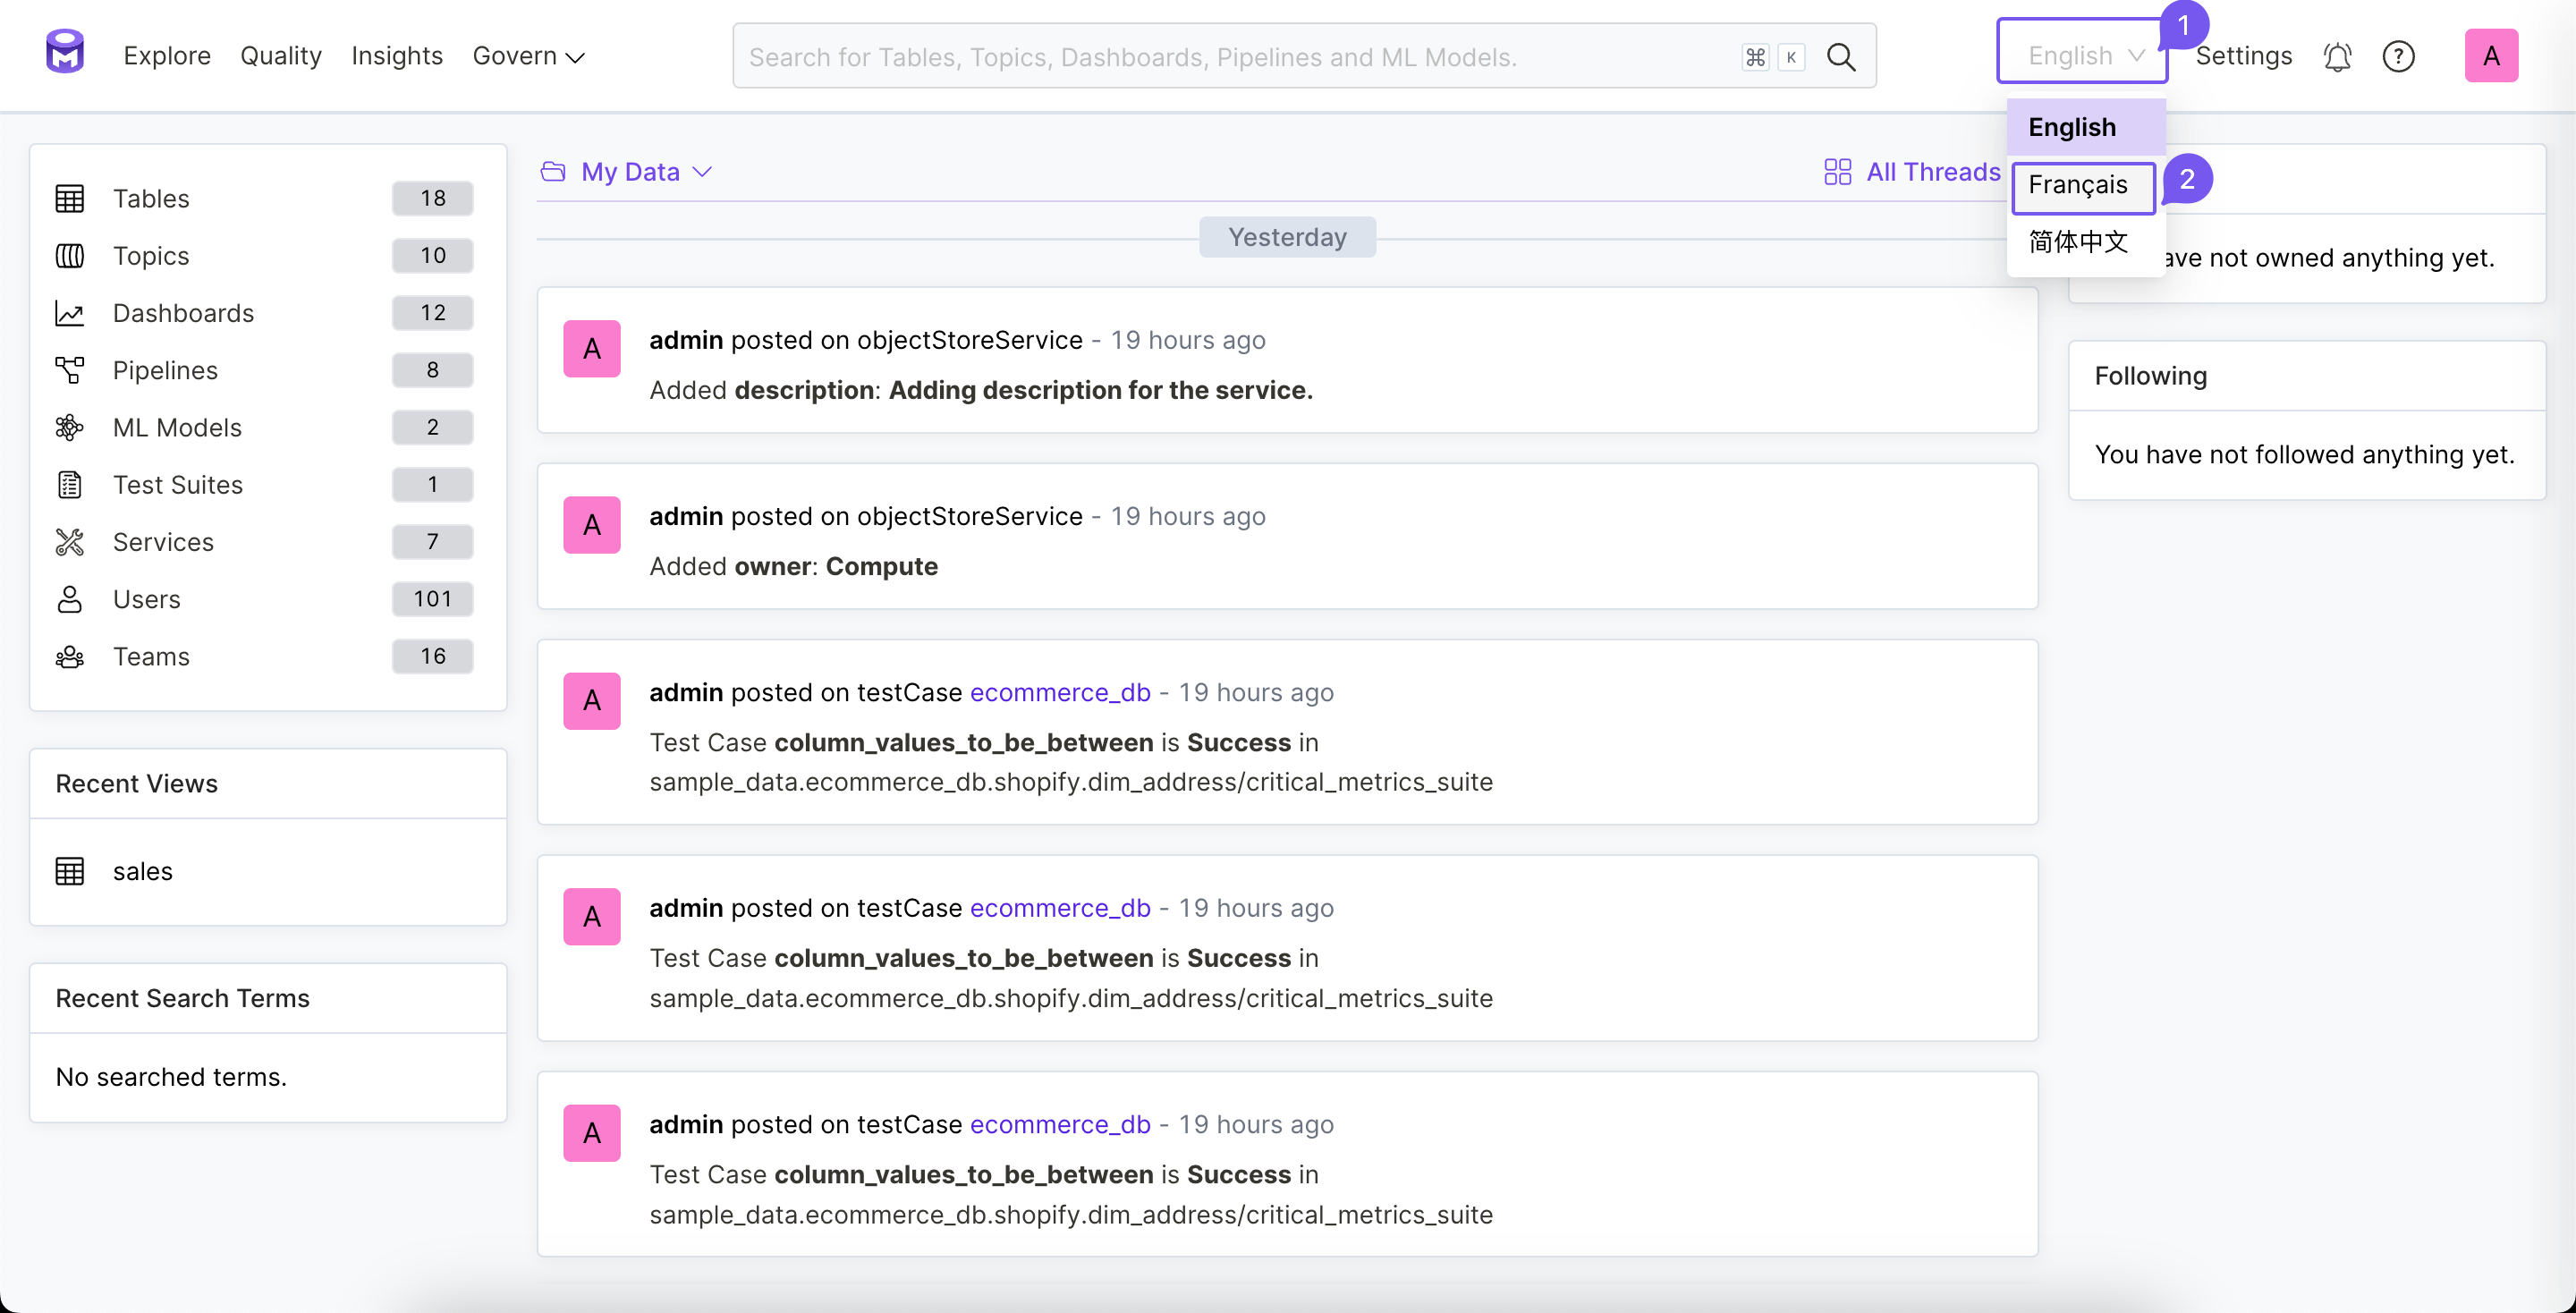 Explore Quality Insights Govern
Search for Tables, Topics, Dashboards, Pipelines and ML Models. ⌘ K
English
1
Settings
?
A
English
Français
2
简体中文
Tables 18
Topics 10
Dashboards 12
Pipelines 8
ML Models 2
Test Suites 1
Services 7
Users 101
Teams 16
Recent Views
sales
Recent Search Terms
No searched terms.
My Data
All Threads
Yesterday
A
admin posted on objectStoreService - 19 hours ago
Added description: Adding description for the service.
A
admin posted on objectStoreService - 19 hours ago
Added owner: Compute
A
admin posted on testCase ecommerce_db - 19 hours ago
Test Case column_values_to_be_between is Success in
sample_data.ecommerce_db.shopify.dim_address/critical_metrics_suite
A
admin posted on testCase ecommerce_db - 19 hours ago
Test Case column_values_to_be_between is Success in
sample_data.ecommerce_db.shopify.dim_address/critical_metrics_suite
A
admin posted on testCase ecommerce_db - 19 hours ago
Test Case column_values_to_be_between is Success in
sample_data.ecommerce_db.shopify.dim_address/critical_metrics_suite
not owned anything yet.
Following
You have not followed anything yet.